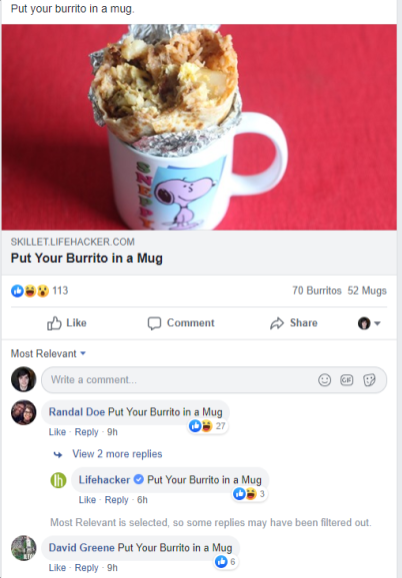 Put your burrito in a mug.
SKILLET.LIFEHACKER.COM
Put Your Burrito in a Mug
113
70 Burritos 52 Mugs
Like Comment Share
Most Relevant
Write a comment...
GIF
Randal Doe Put Your Burrito in a Mug
27
Like · Reply · 9h
View 2 more replies
lh
Lifehacker Put Your Burrito in a Mug
3
Like · Reply · 6h
Most Relevant is selected, so some replies may have been filtered out.
David Greene Put Your Burrito in a Mug
6
Like · Reply · 9h